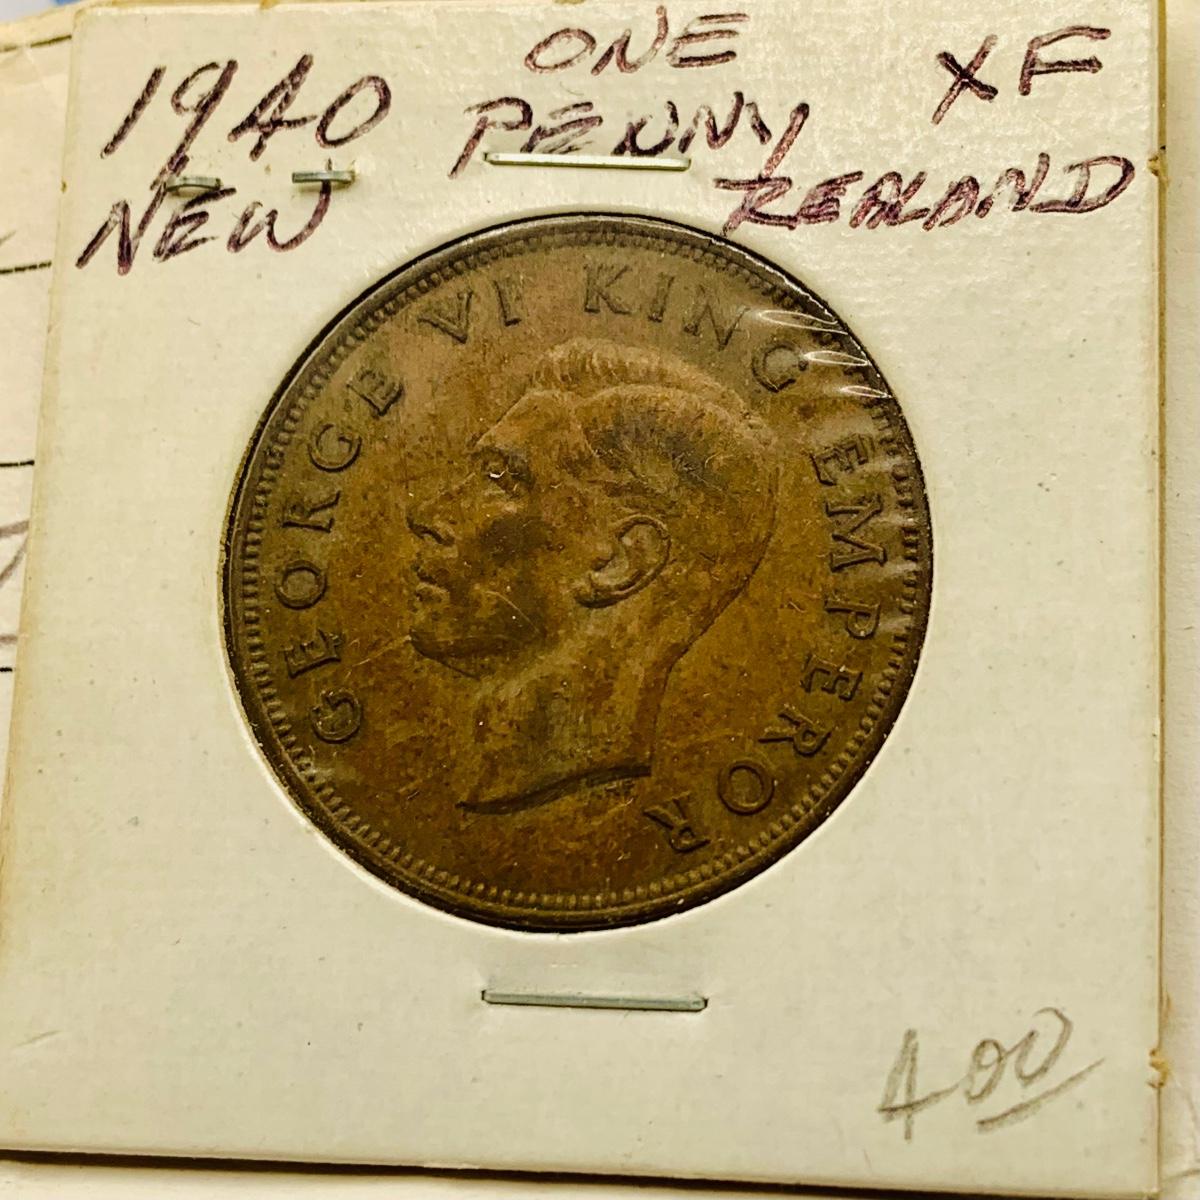 1940 ONE PENNY XF
NEW ZEALAND
GEORGE VI KING EMPEROR
4 00